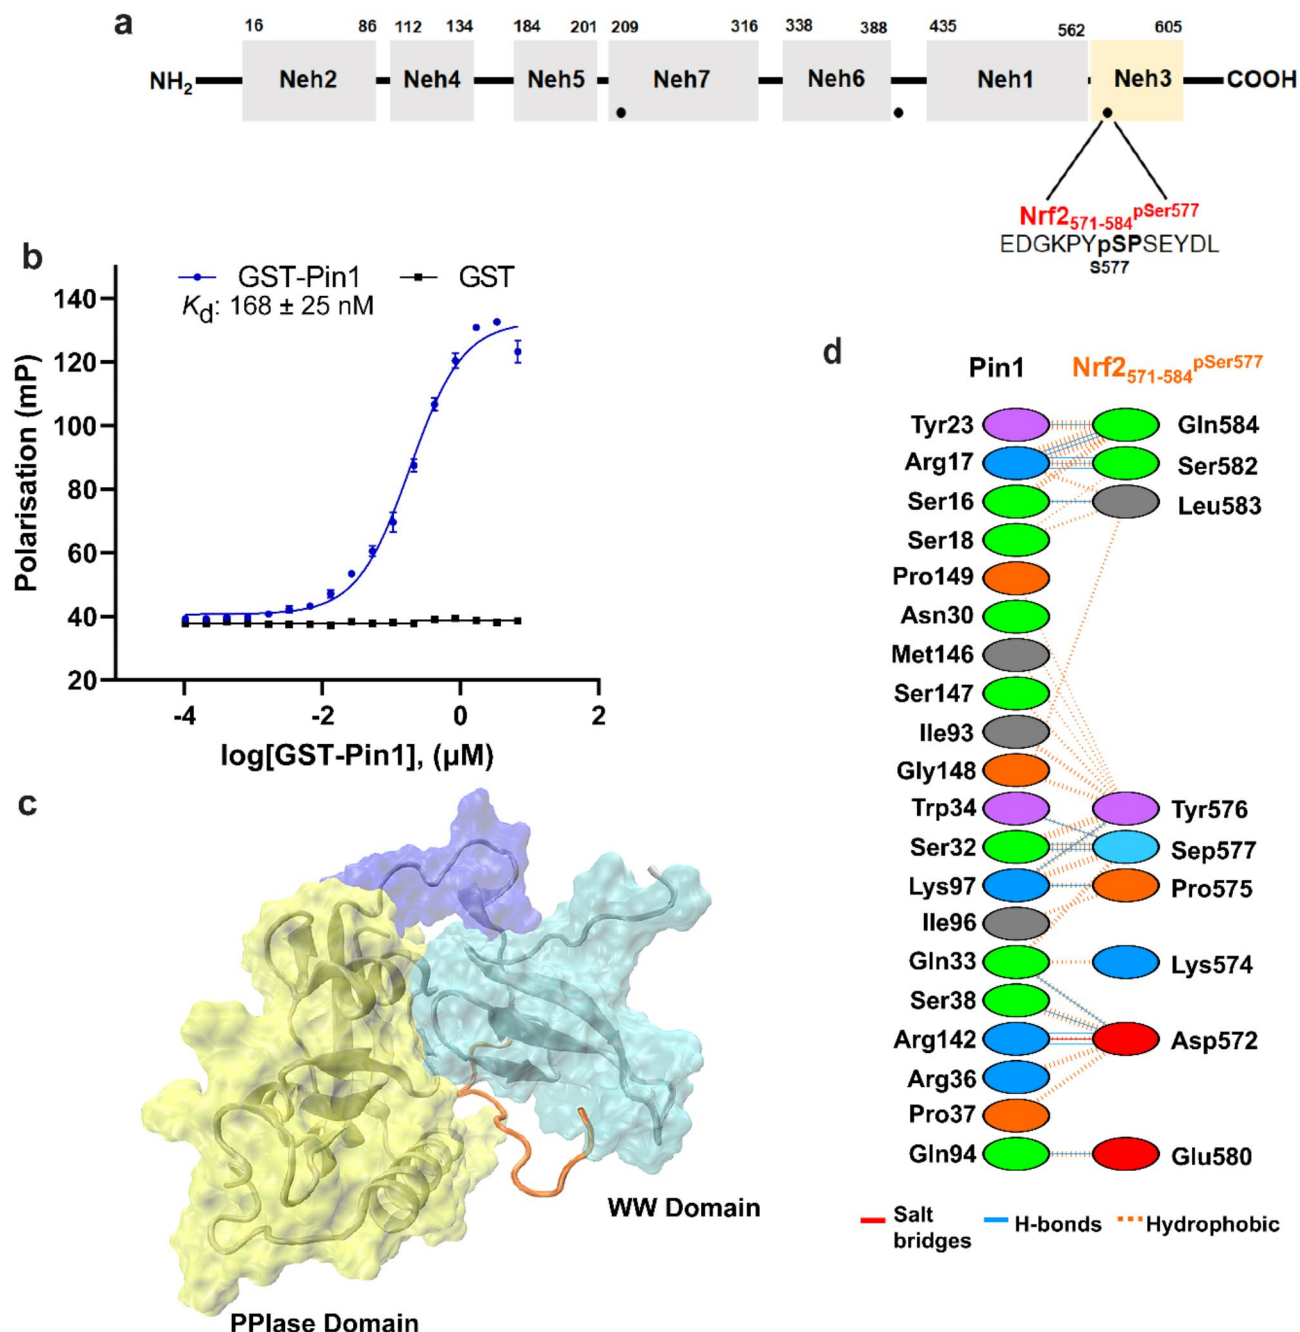 a
16 86 112 134 184 201 209 316 338 388 435 562 605
NH2 Neh2 Neh4 Neh5 Neh7 Neh6 Neh1 Neh3 COOH
Nrf2571-584pSer577
EDGKPYpSPSEYDL
S577
b
GST-Pin1 GST
Kd: 168 ± 25 nM
Polarisation (mP)
140
120
100
80
60
40
20
-4 -2 0 2
log[GST-Pin1], (μM)
c
WW Domain
PPIase Domain
d
Pin1 Nrf2571-584pSer577
Tyr23 Gln584
Arg17 Ser582
Ser16 Leu583
Ser18
Pro149
Asn30
Met146
Ser147
Ile93
Gly148
Trp34 Tyr576
Ser32 Sep577
Lys97 Pro575
Ile96
Gln33 Lys574
Ser38
Arg142 Asp572
Arg36
Pro37
Gln94 Glu580
Salt bridges
H-bonds
Hydrophobic